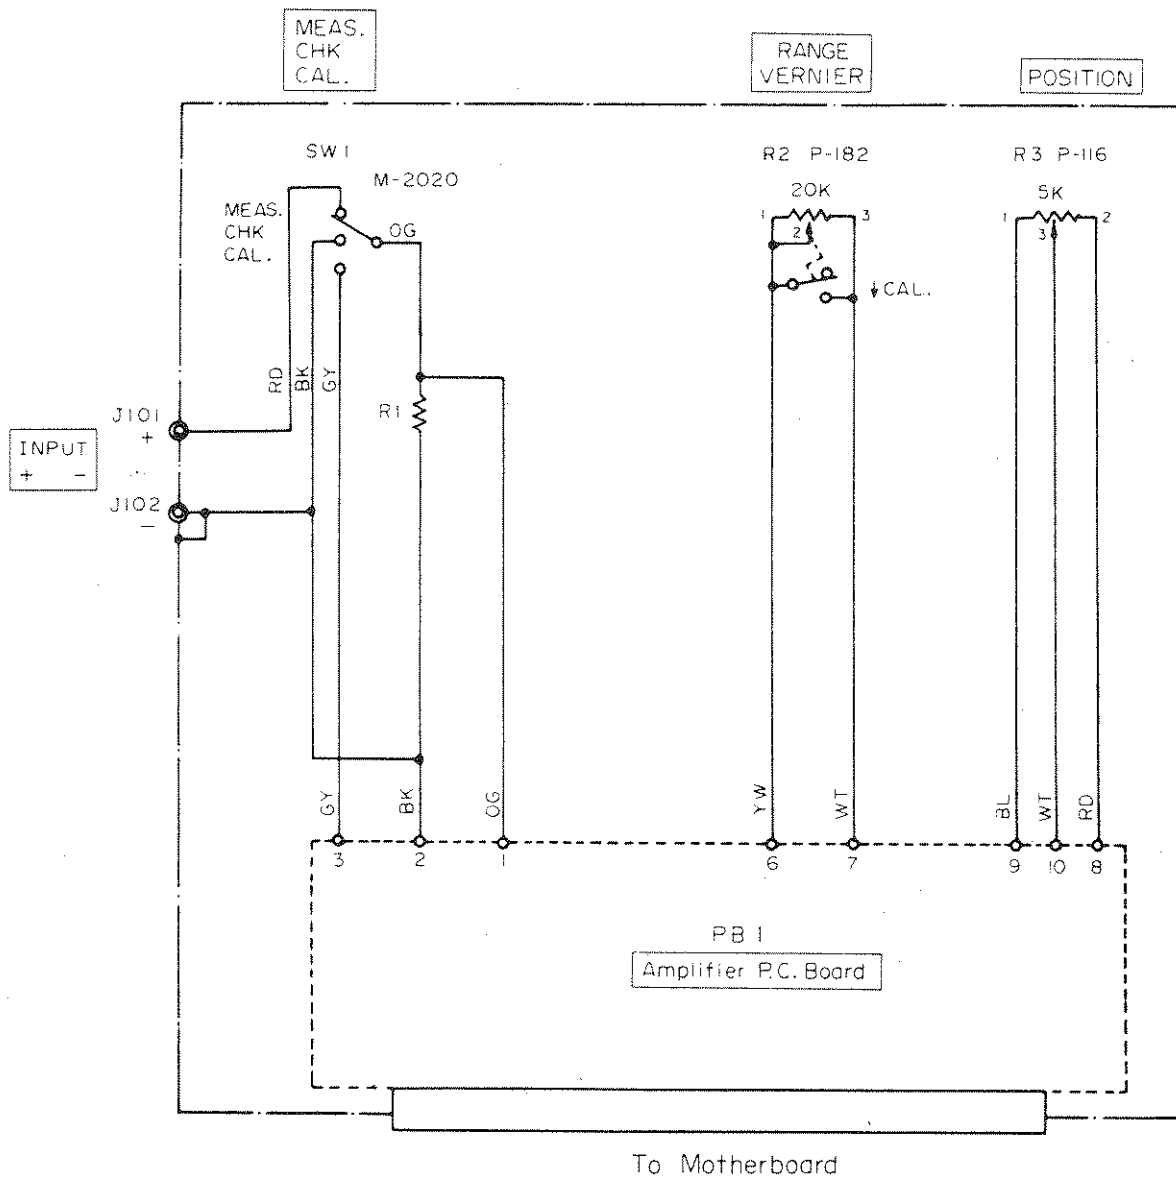 MEAS.
CHK
CAL.
RANGE
VERNIER
POSITION
SW1
M-2020
R2 P-182
20K
R3 P-116
5K
MEAS.
CHK
CAL.
OG
1
2
3
1
3
2
CAL..
RD
BK
GY
R1
J101
+
INPUT
+ -
J102
-
GY
BK
OG
YW
WT
BL
WT
RD
3
2
1
6
7
9
10
8
PB1
Amplifier P.C. Board
To Motherboard